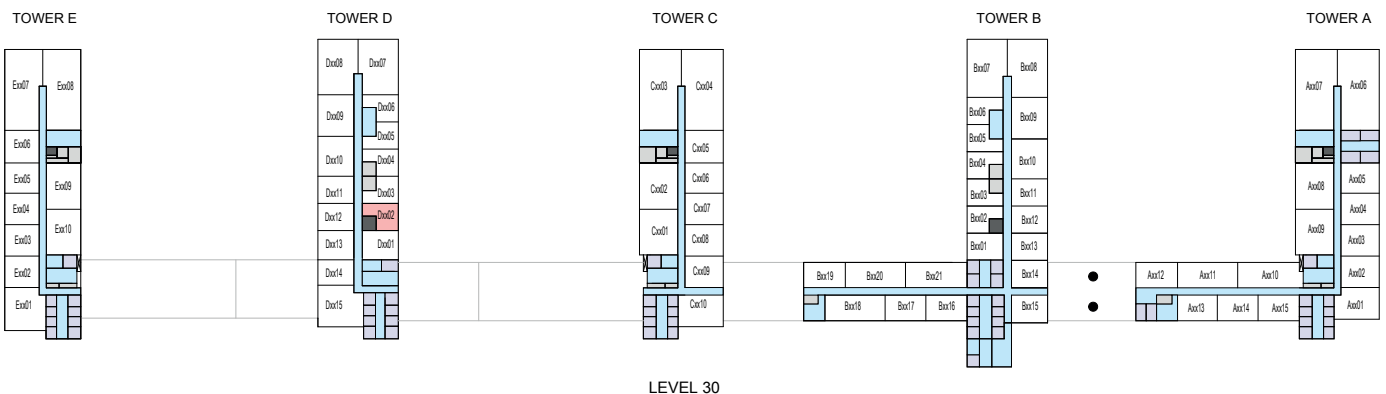 TOWER E
TOWER D
TOWER C
TOWER B
TOWER A
Exx07
Exx08
Exx06
Exx05
Exx09
Exx04
Exx03
Exx10
Exx02
Exx01
Dxx08
Dxx07
Dxx09
Dxx06
Dxx05
Dxx10
Dxx04
Dxx11
Dxx03
Dxx12
Dxx02
Dxx13
Dxx01
Dxx14
Dxx15
Cxx03
Cxx04
Cxx05
Cxx02
Cxx06
Cxx07
Cxx01
Cxx08
Cxx09
Cxx10
Bxx07
Bxx08
Bxx06
Bxx09
Bxx05
Bxx04
Bxx10
Bxx03
Bxx11
Bxx02
Bxx12
Bxx01
Bxx13
Bxx19
Bxx20
Bxx21
Bxx14
Bxx18
Bxx17
Bxx16
Bxx15
Axx07
Axx06
Axx08
Axx05
Axx04
Axx09
Axx03
Axx12
Axx11
Axx10
Axx02
Axx13
Axx14
Axx15
Axx01
LEVEL 30